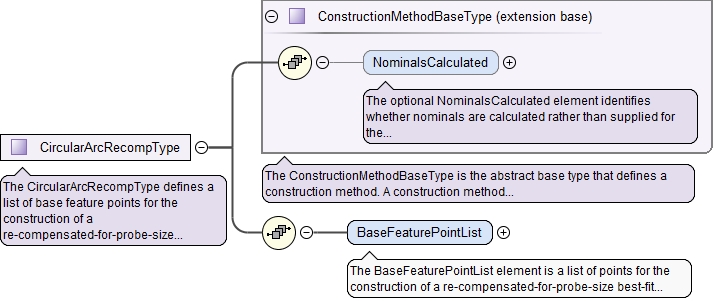 ConstructionMethodBaseType (extension base)
NominalsCalculated
The optional NominalsCalculated element identifies
whether nominals are calculated rather than supplied for
the...
CircularArcRecompType
The CircularArcRecompType defines a
list of base feature points for the
construction of a
re-compensated-for-probe-size...
The ConstructionMethodBaseType is the abstract base type that defines a
construction method. A construction method...
BaseFeaturePointList
The BaseFeaturePointList element is a list of points for the
construction of a re-compensated-for-probe-size best-fit...